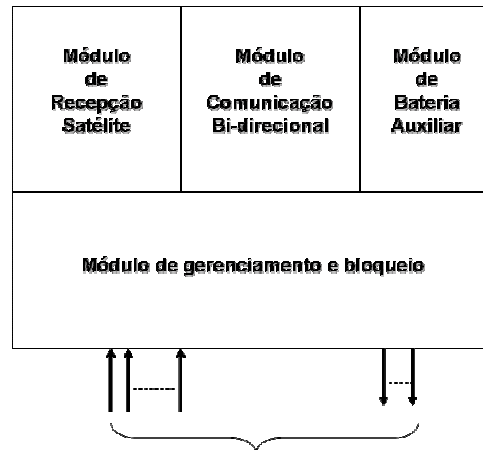 Módulo
de
Recepção
Satélite
Módulo
de
Comunicação
Bi-direcional
Módulo
de
Bateria
Auxiliar
Módulo de gerenciamento e bloqueio